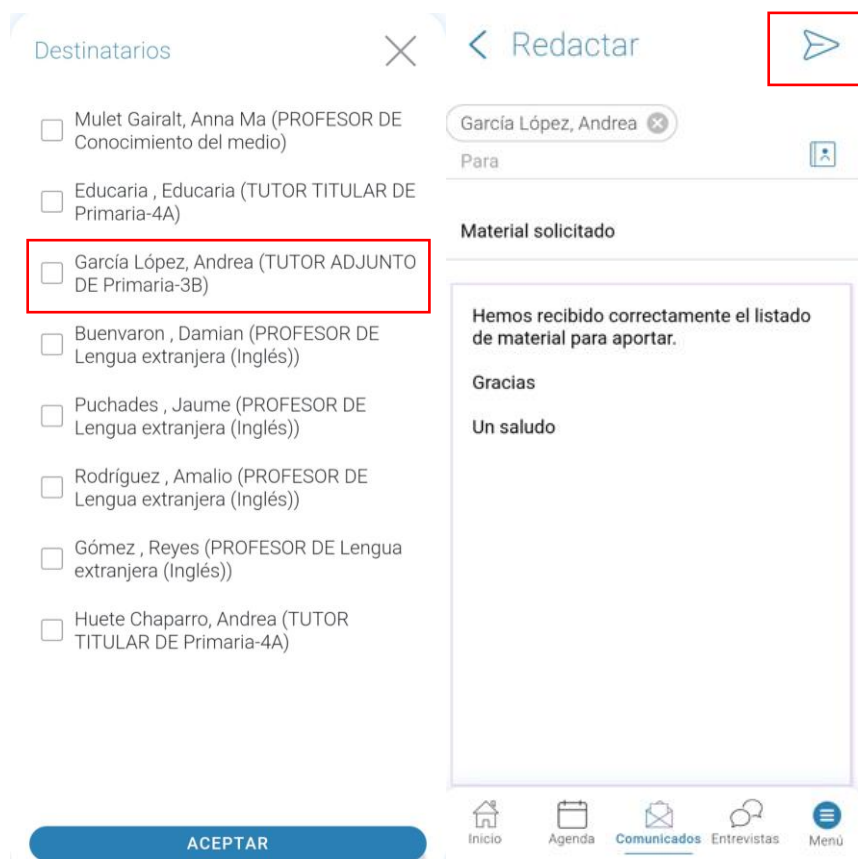 Destinatarios
Mulet Gairalt, Anna Ma (PROFESOR DE
Conocimiento del medio)
Educaria , Educaria (TUTOR TITULAR DE
Primaria-4A)
García López, Andrea (TUTOR ADJUNTO
DE Primaria-3B)
Buenvaron , Damian (PROFESOR DE
Lengua extranjera (Inglés))
Puchades , Jaume (PROFESOR DE
Lengua extranjera (Inglés))
Rodríguez , Amalio (PROFESOR DE
Lengua extranjera (Inglés))
Gómez , Reyes (PROFESOR DE Lengua
extranjera (Inglés))
Huete Chaparro, Andrea (TUTOR
TITULAR DE Primaria-4A)
ACEPTAR
Redactar
García López, Andrea
Para
Material solicitado
Hemos recibido correctamente el listado
de material para aportar.
Gracias
Un saludo
Inicio Agenda Comunicados Entrevistas Menú